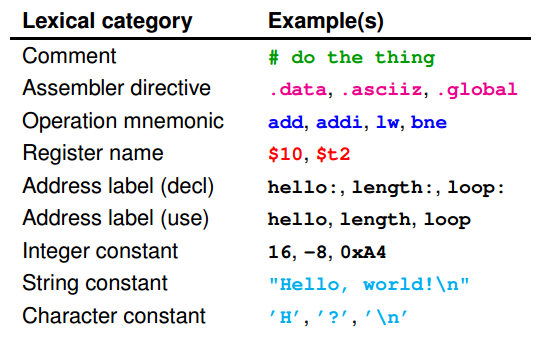 Lexical category Example(s)
Comment # do the thing
Assembler directive .data, .asciiz, .global
Operation mnemonic add, addi, lw, bne
Register name $10, $t2
Address label (decl) hello:, length:, loop:
Address label (use) hello, length, loop
Integer constant 16, -8, 0xA4
String constant "Hello, world!\n"
Character constant ’H’, ’?’, ’\n’